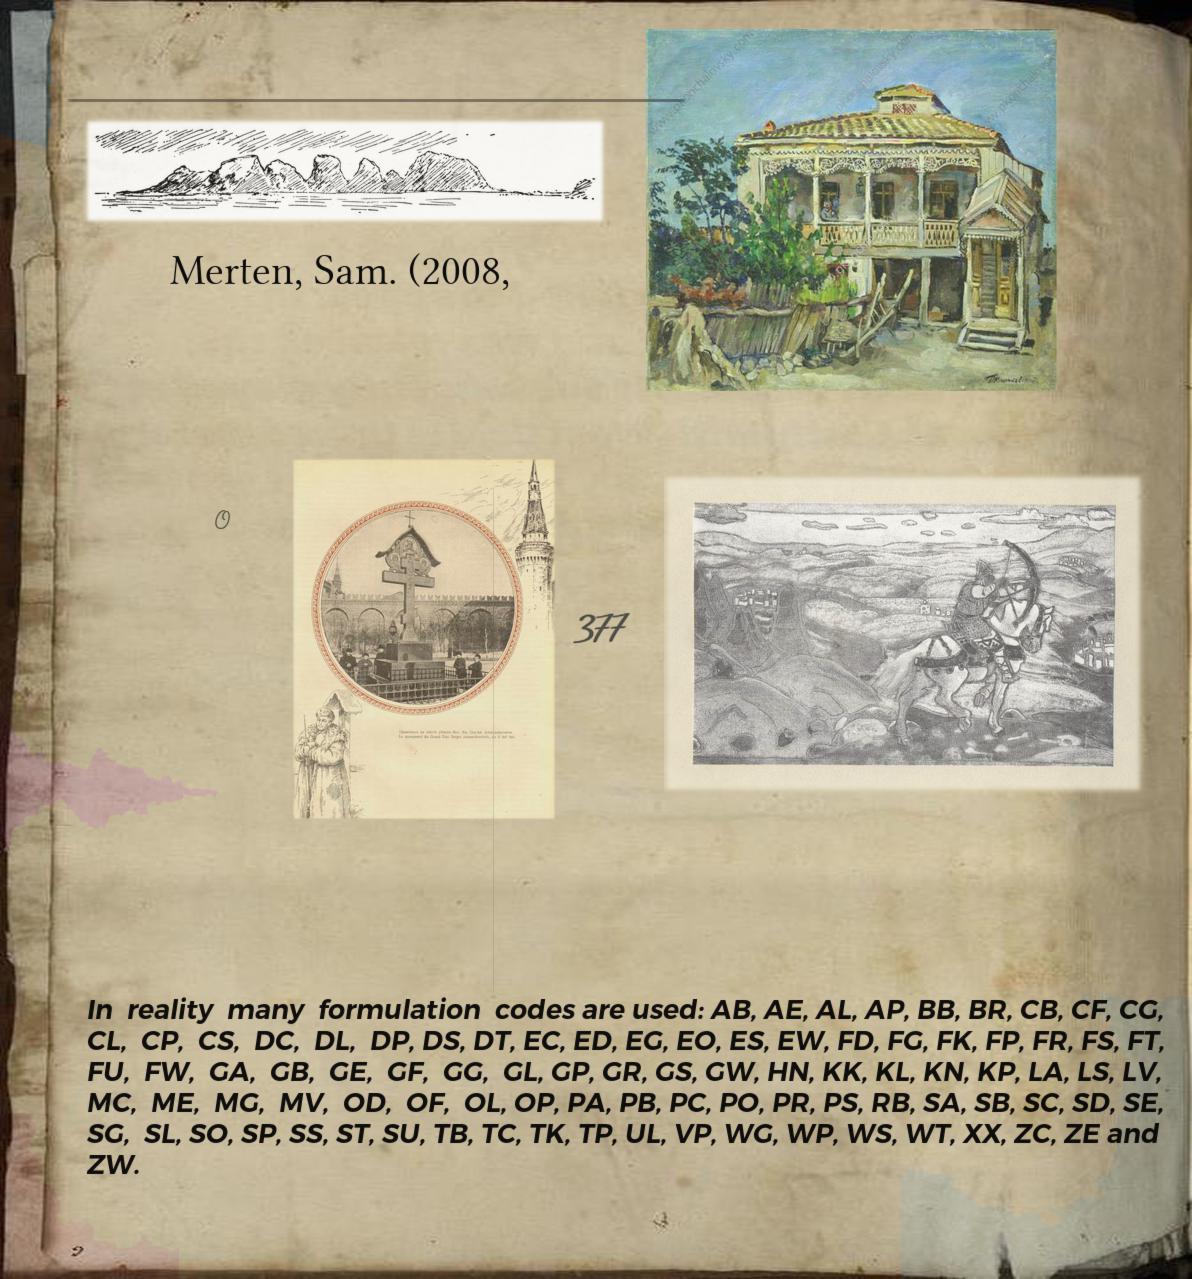 Merten, Sam. (2008,
O
377
In reality many formulation codes are used: AB, AE, AL, AP, BB, BR, CB, CF, CG,
CL, CP, CS, DC, DL, DP, DS, DT, EC, ED, EG, EO, ES, EW, FD, FG, FK, FP, FR, FS, FT,
FU, FW, GA, GB, GE, GF, GG, GL, GP, GR, GS, GW, HN, KK, KL, KN, KP, LA, LS, LV,
MC, ME, MG, MV, OD, OF, OL, OP, PA, PB, PC, PO, PR, PS, RB, SA, SB, SC, SD, SE,
SG, SL, SO, SP, SS, ST, SU, TB, TC, TK, TP, UL, VP, WG, WP, WS, WT, XX, ZC, ZE and
ZW.